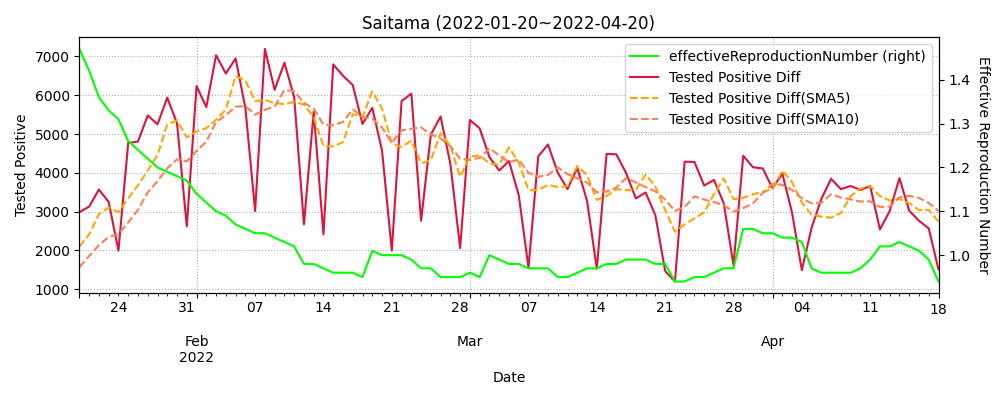 Saitama (2022-01-20~2022-04-20)
effectiveReproductionNumber (right)
Tested Positive Diff
Tested Positive Diff(SMA5)
Tested Positive Diff(SMA10)
Tested Positive
7000
6000
5000
4000
3000
2000
1000
Effective Reproduction Number
1.4
1.3
1.2
1.1
1.0
24 31 07 14 21 28 07 14 21 28 04 11 18
Feb Mar Apr
2022
Date